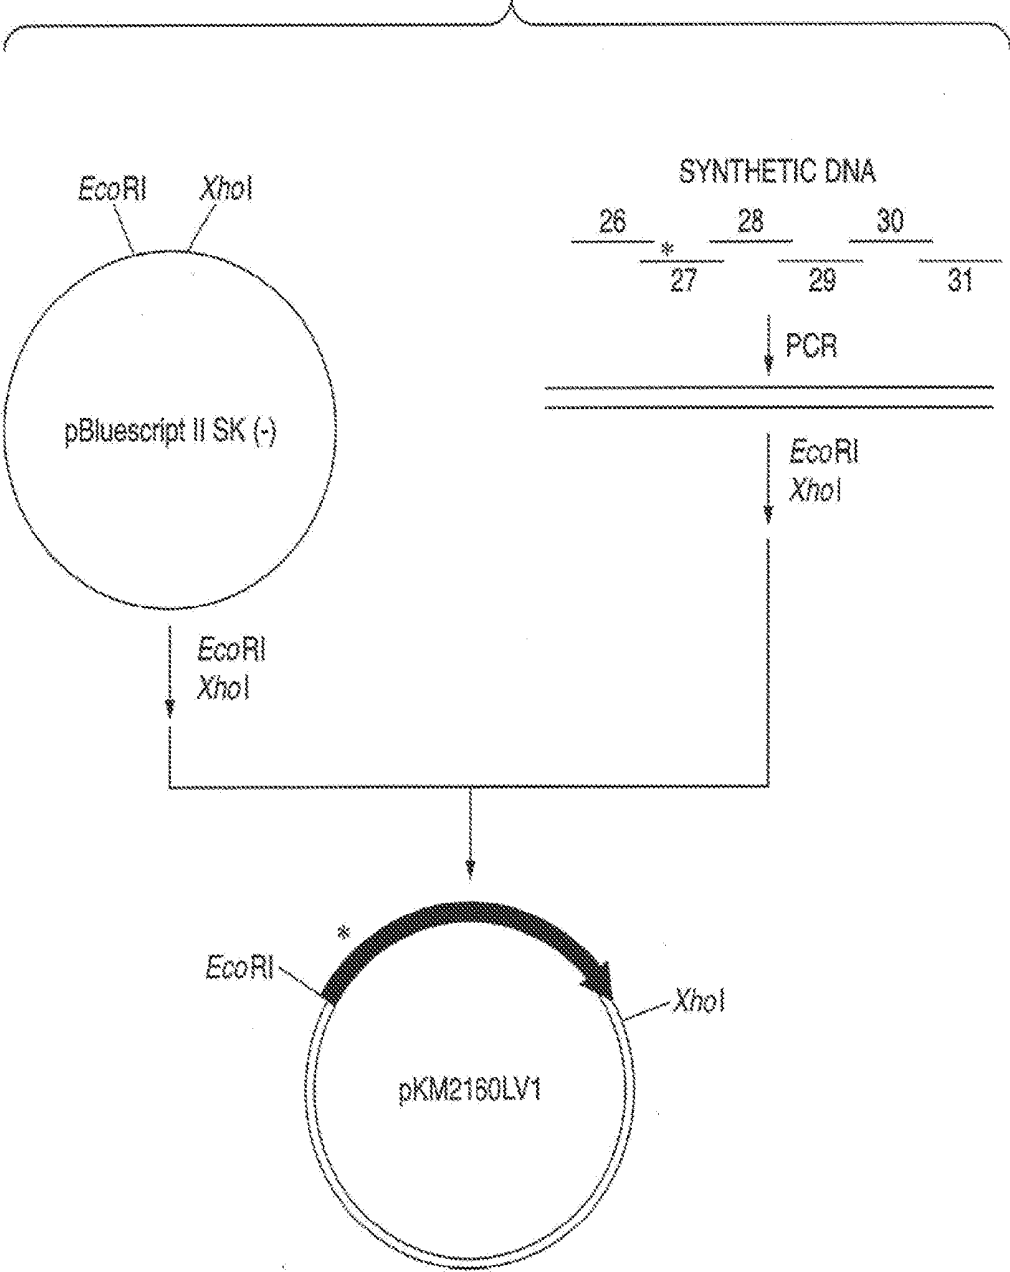 EcoRI
XhoI
pBluescript II SK (-)
EcoRI
XhoI
SYNTHETIC DNA
26
28
30
*
27
29
31
PCR
EcoRI
XhoI
*
EcoRI
XhoI
pKM2160LV1